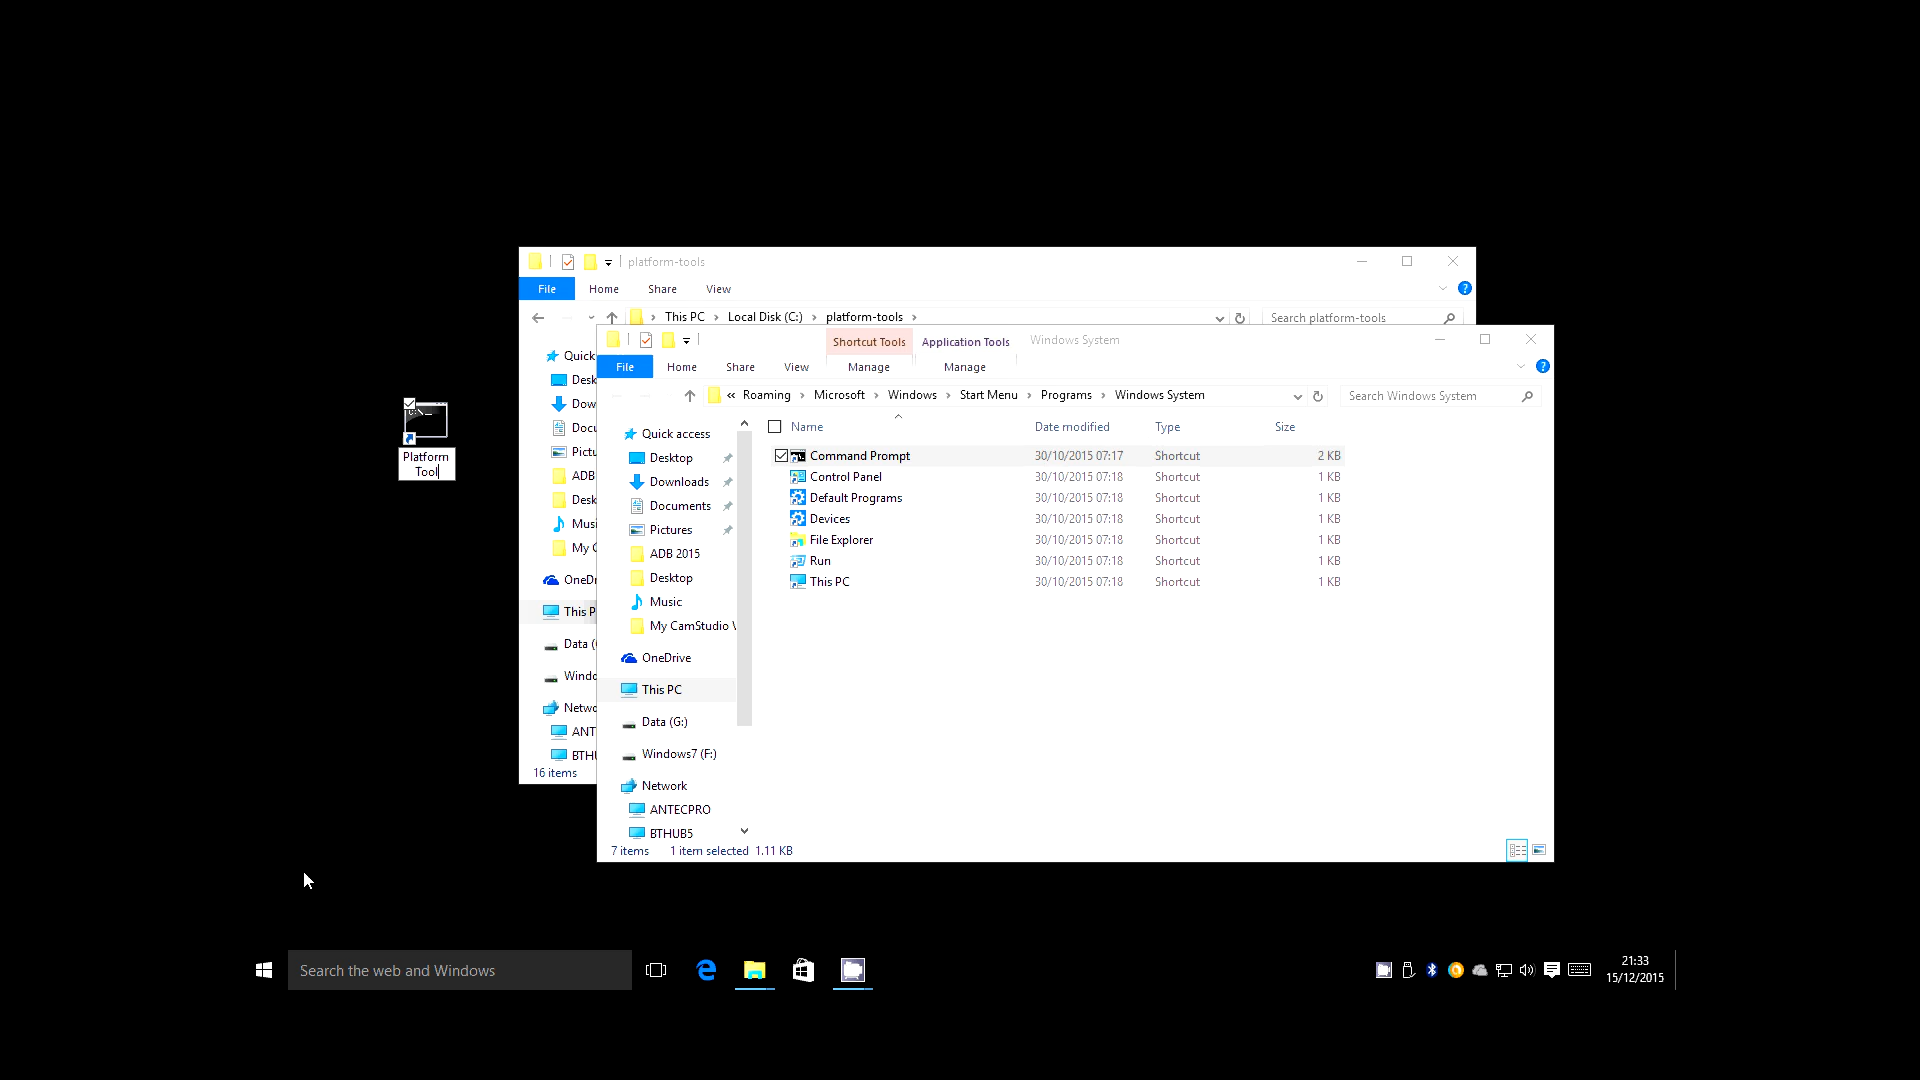 platform-tools
File Home Share View
This PC Local Disk (C:) platform-tools Search platform-tools
Shortcut Tools Application Tools Windows System
File Home Share View Manage Manage
« Roaming Microsoft Windows Start Menu Programs Windows System Search Windows System
Quick
Desk
Dow
Docu
Pictu
ADB
Desk
Musi
My C
OneDr
This P
Data (
Windo
Netwo
ANT
BTHU
16 items
Quick access
Desktop
Downloads
Documents
Pictures
ADB 2015
Desktop
Music
My CamStudio V
OneDrive
This PC
Data (G:)
Windows7 (F:)
Network
ANTECPRO
BTHUB5
Name Date modified Type Size
Command Prompt 30/10/2015 07:17 Shortcut 2 KB
Control Panel 30/10/2015 07:18 Shortcut 1 KB
Default Programs 30/10/2015 07:18 Shortcut 1 KB
Devices 30/10/2015 07:18 Shortcut 1 KB
File Explorer 30/10/2015 07:18 Shortcut 1 KB
Run 30/10/2015 07:18 Shortcut 1 KB
This PC 30/10/2015 07:18 Shortcut 1 KB
7 items 1 item selected 1.11 KB
Platform
Tool
Search the web and Windows
21:33
15/12/2015